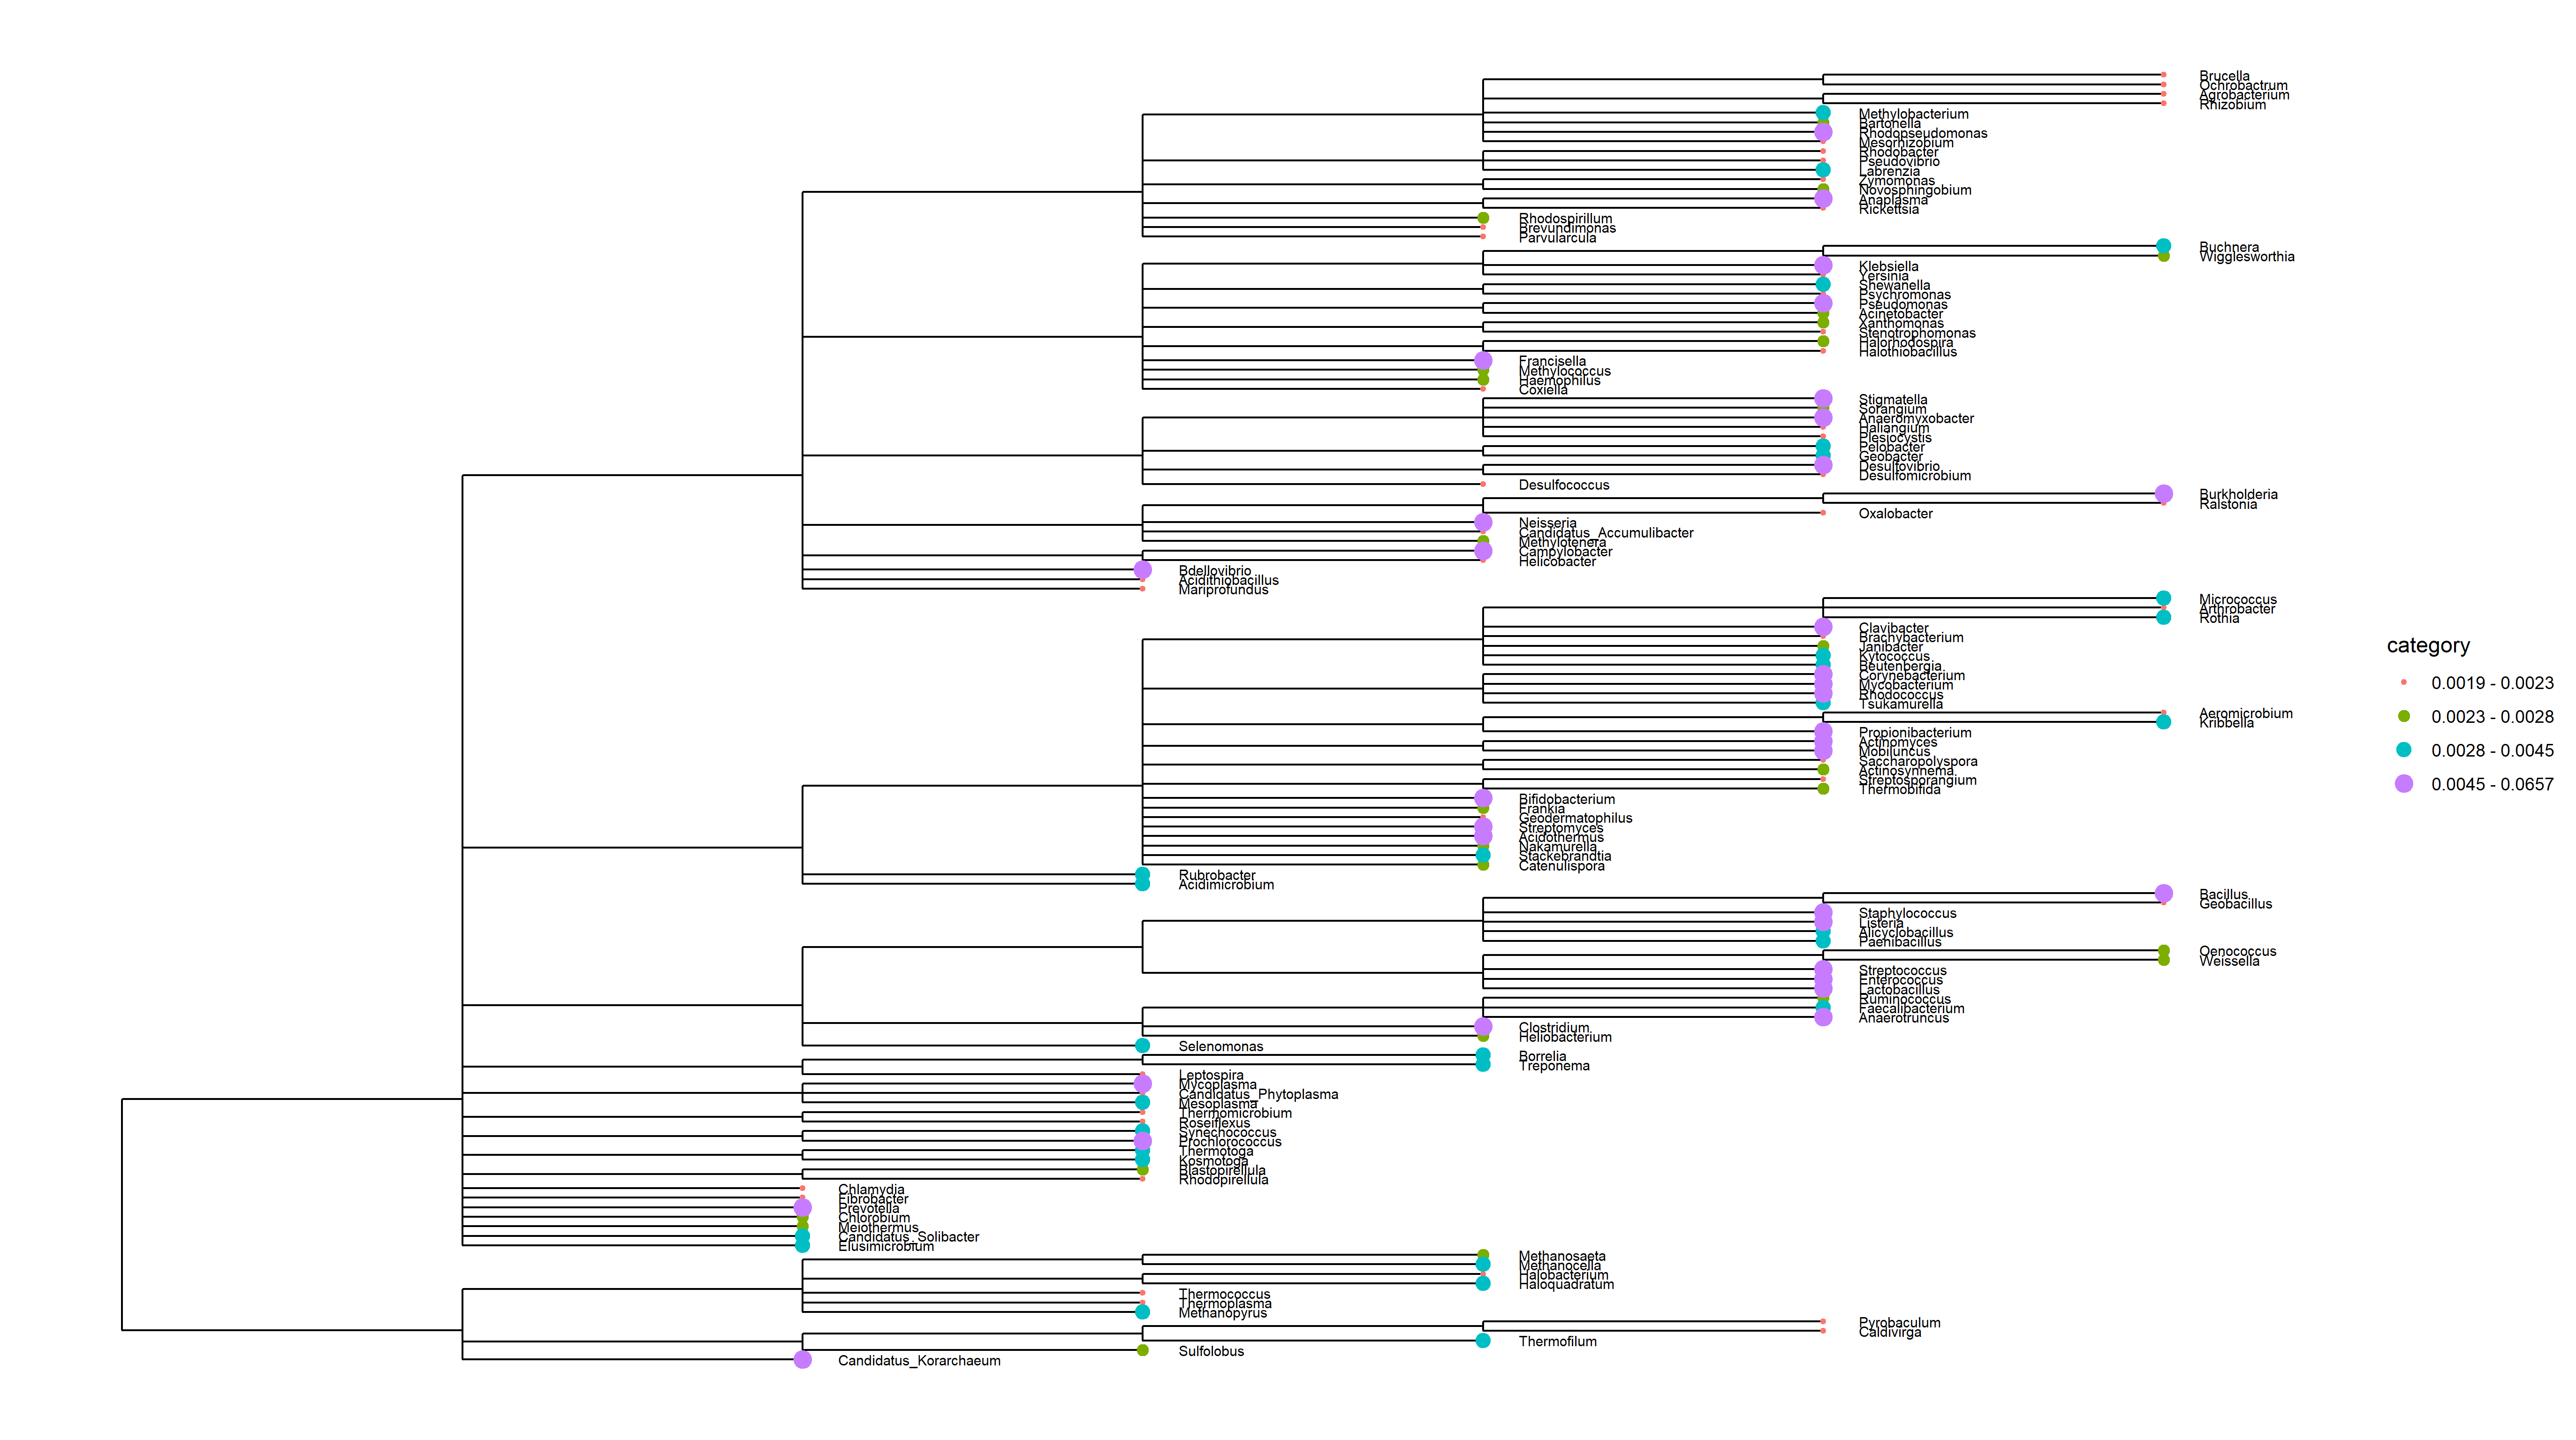 Brucella
Ochrobactrum
Agrobacterium
Rhizobium
Methylobacterium
Bartonella
Rhodopseudomonas
Mesorhizobium
Rhodobacter
Pseudovibrio
Labrenzia
Zymomonas
Novosphingobium
Anaplasma
Rickettsia
Rhodospirillum
Brevundimonas
Parvularcula
Buchnera
Wigglesworthia
Klebsiella
Yersinia
Shewanella
Psychromonas
Pseudomonas
Acinetobacter
Xanthomonas
Stenotrophomonas
Halorhodospira
Halothiobacillus
Francisella
Methylococcus
Haemophilus
Coxiella
Stigmatella
Sorangium
Anaeromyxobacter
Haliangium
Plesiocystis
Pelobacter
Geobacter
Desulfovibrio
Desulfomicrobium
Desulfococcus
Burkholderia
Ralstonia
Oxalobacter
Neisseria
Candidatus_Accumulibacter
Methylotenera
Campylobacter
Helicobacter
Bdellovibrio
Acidithiobacillus
Mariprofundus
Micrococcus
Arthrobacter
Rothia
Clavibacter
Brachybacterium
Janibacter
Kytococcus
Beutenbergia
Corynebacterium
Mycobacterium
Rhodococcus
Tsukamurella
Aeromicrobium
Kribbella
Propionibacterium
Actinomyces
Mobiluncus
Saccharopolyspora
Actinosynnema
Streptosporangium
Thermobifida
Bifidobacterium
Frankia
Geodermatophilus
Streptomyces
Acidothermus
Nakamurella
Stackebrandtia
Catenulispora
Rubrobacter
Acidimicrobium
Bacillus
Geobacillus
Staphylococcus
Listeria
Alicyclobacillus
Paenibacillus
Oenococcus
Weissella
Streptococcus
Enterococcus
Lactobacillus
Ruminococcus
Faecalibacterium
Anaerotruncus
Clostridium
Heliobacterium
Selenomonas
Borrelia
Treponema
Leptospira
Mycoplasma
Candidatus_Phytoplasma
Mesoplasma
Thermomicrobium
Roseiflexus
Synechococcus
Prochlorococcus
Thermotoga
Kosmotoga
Blastopirellula
Rhodopirellula
Chlamydia
Fibrobacter
Prevotella
Chlorobium
Meiothermus
Candidatus_Solibacter
Elusimicrobium
Methanosaeta
Methanocella
Halobacterium
Haloquadratum
Thermococcus
Thermoplasma
Methanopyrus
Pyrobaculum
Caldivirga
Thermofilum
Sulfolobus
Candidatus_Korarchaeum
category
0.0019 - 0.0023
0.0023 - 0.0028
0.0028 - 0.0045
0.0045 - 0.0657